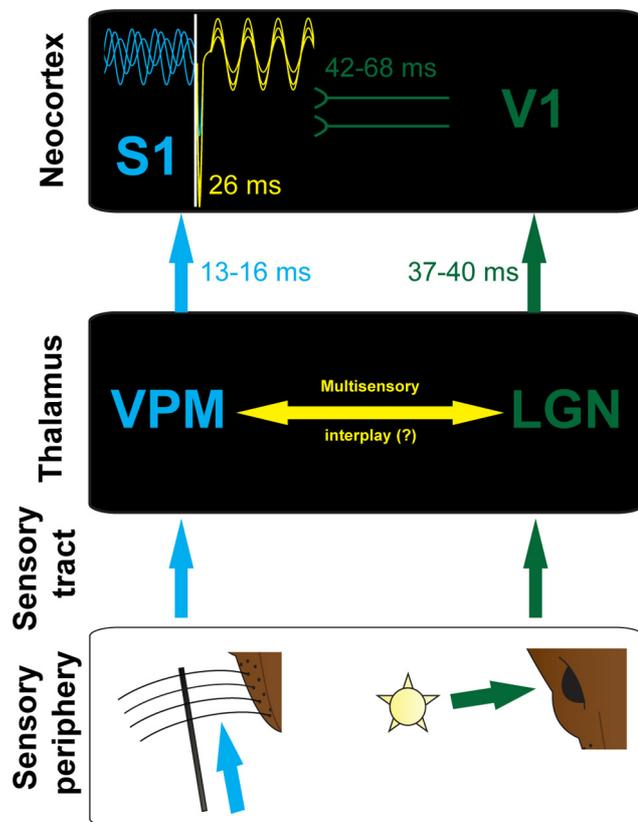 Neocortex
42-68 ms
S1
V1
26 ms
13-16 ms
37-40 ms
Thalamus
VPM
Multisensory
interplay (?)
LGN
Sensory
tract
Sensory
periphery